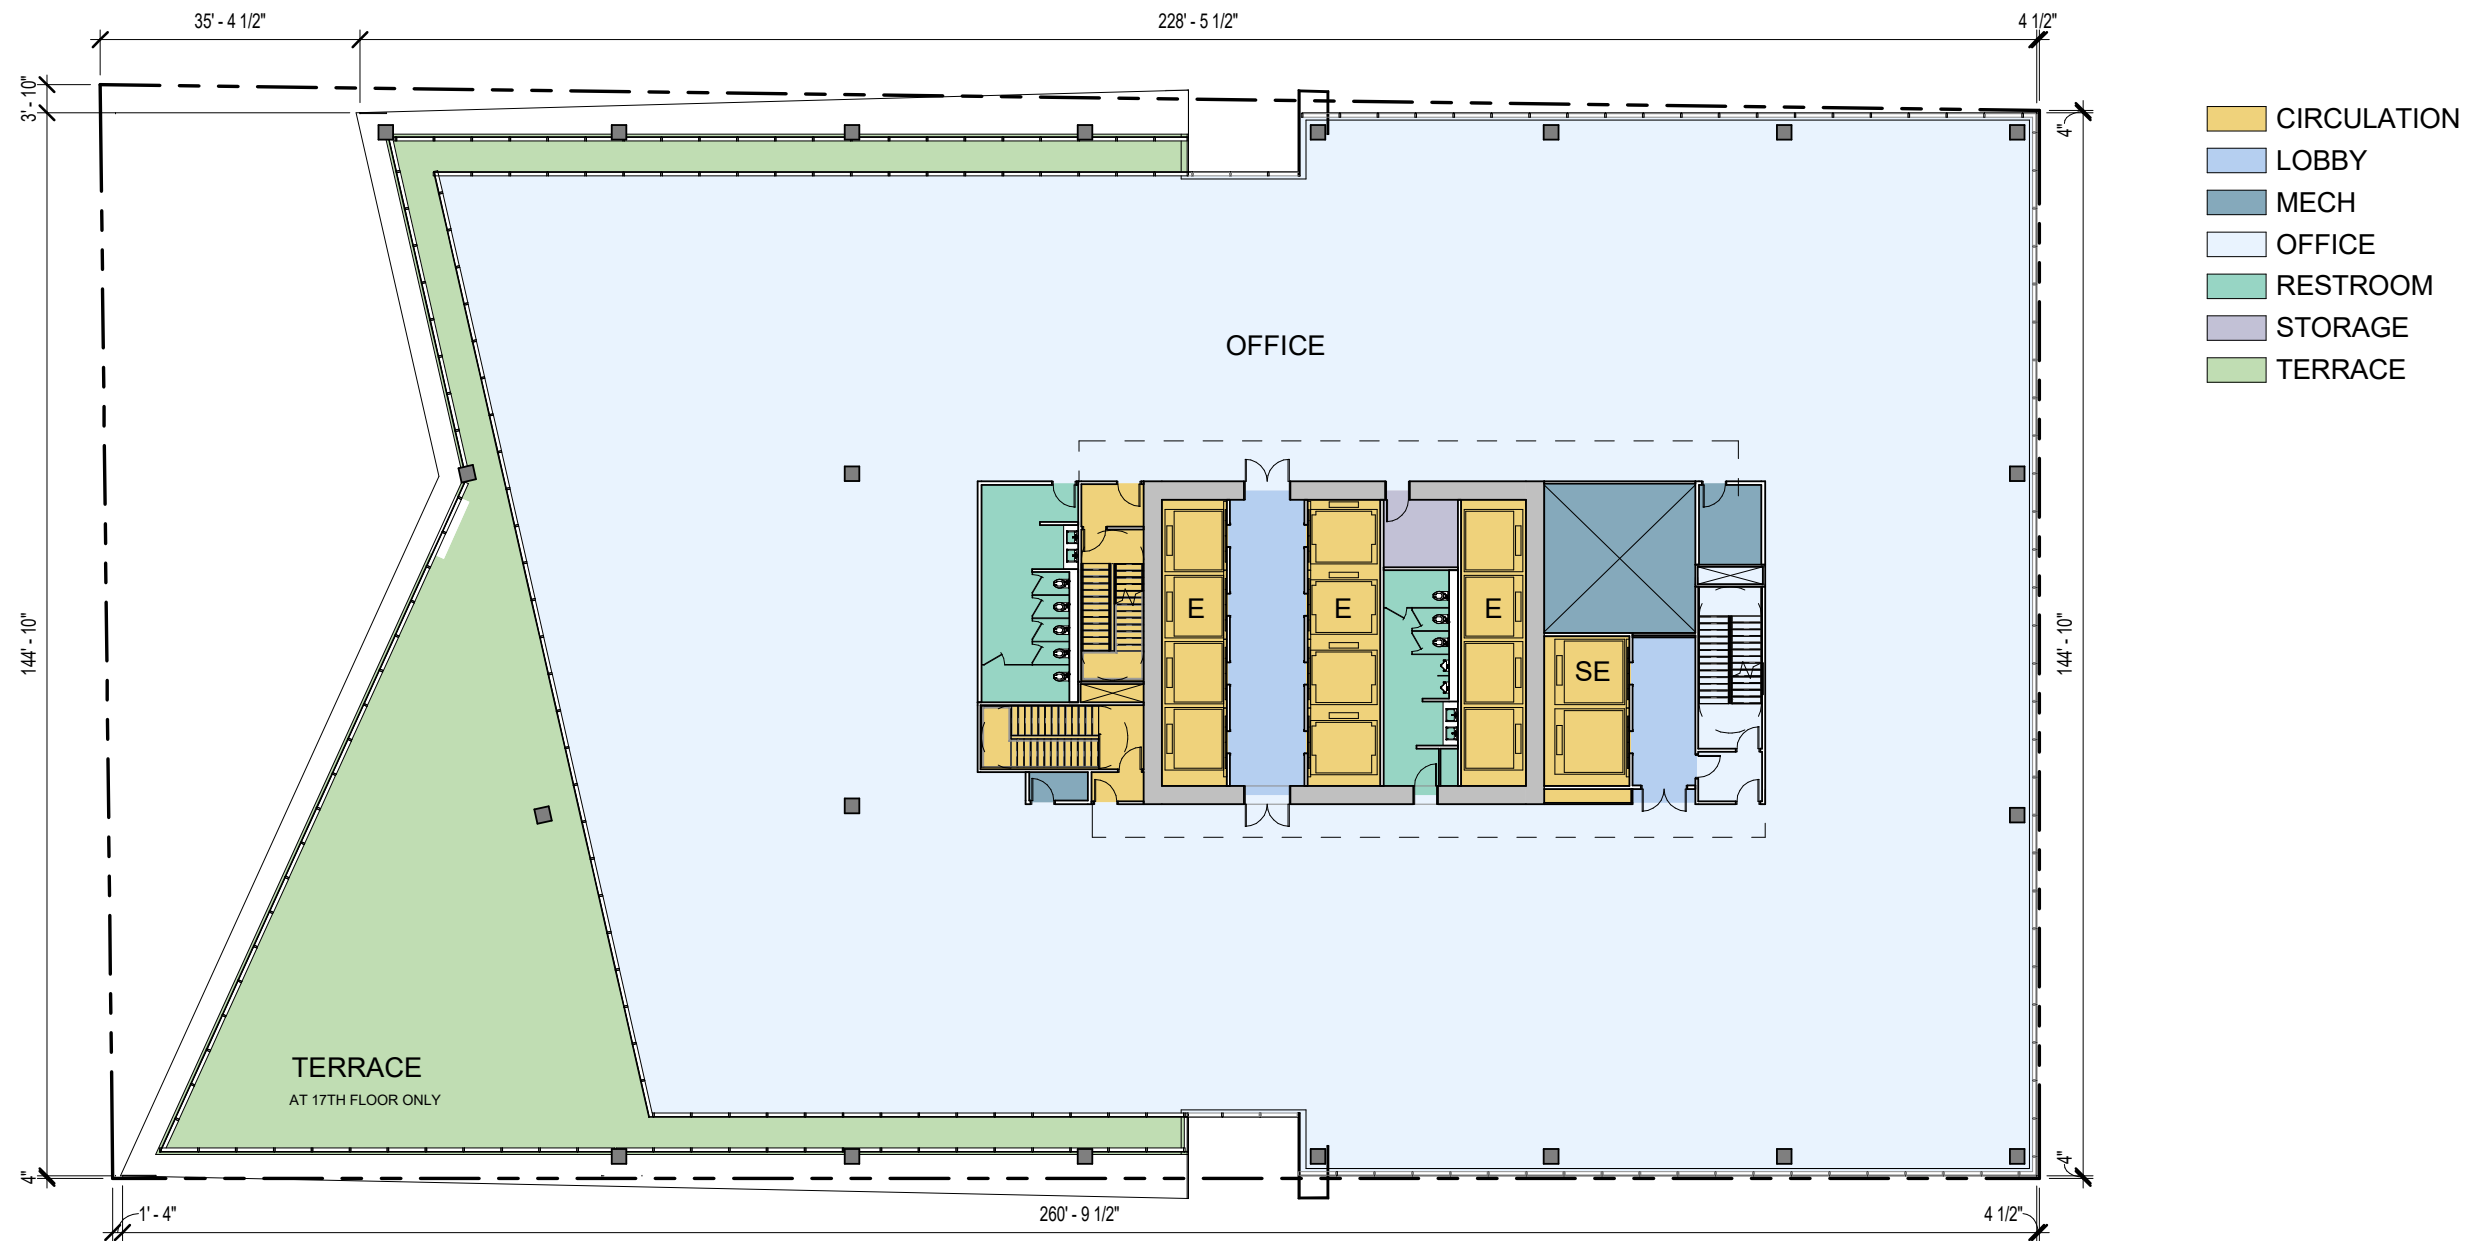 35' - 4 1/2"
228' - 5 1/2"
4 1/2"
3' - 10"
4"
CIRCULATION
LOBBY
MECH
OFFICE
RESTROOM
STORAGE
TERRACE
OFFICE
E
E
E
SE
144' - 10"
144' - 10"
TERRACE
AT 17TH FLOOR ONLY
4"
4"
1' - 4"
260' - 9 1/2"
4 1/2"